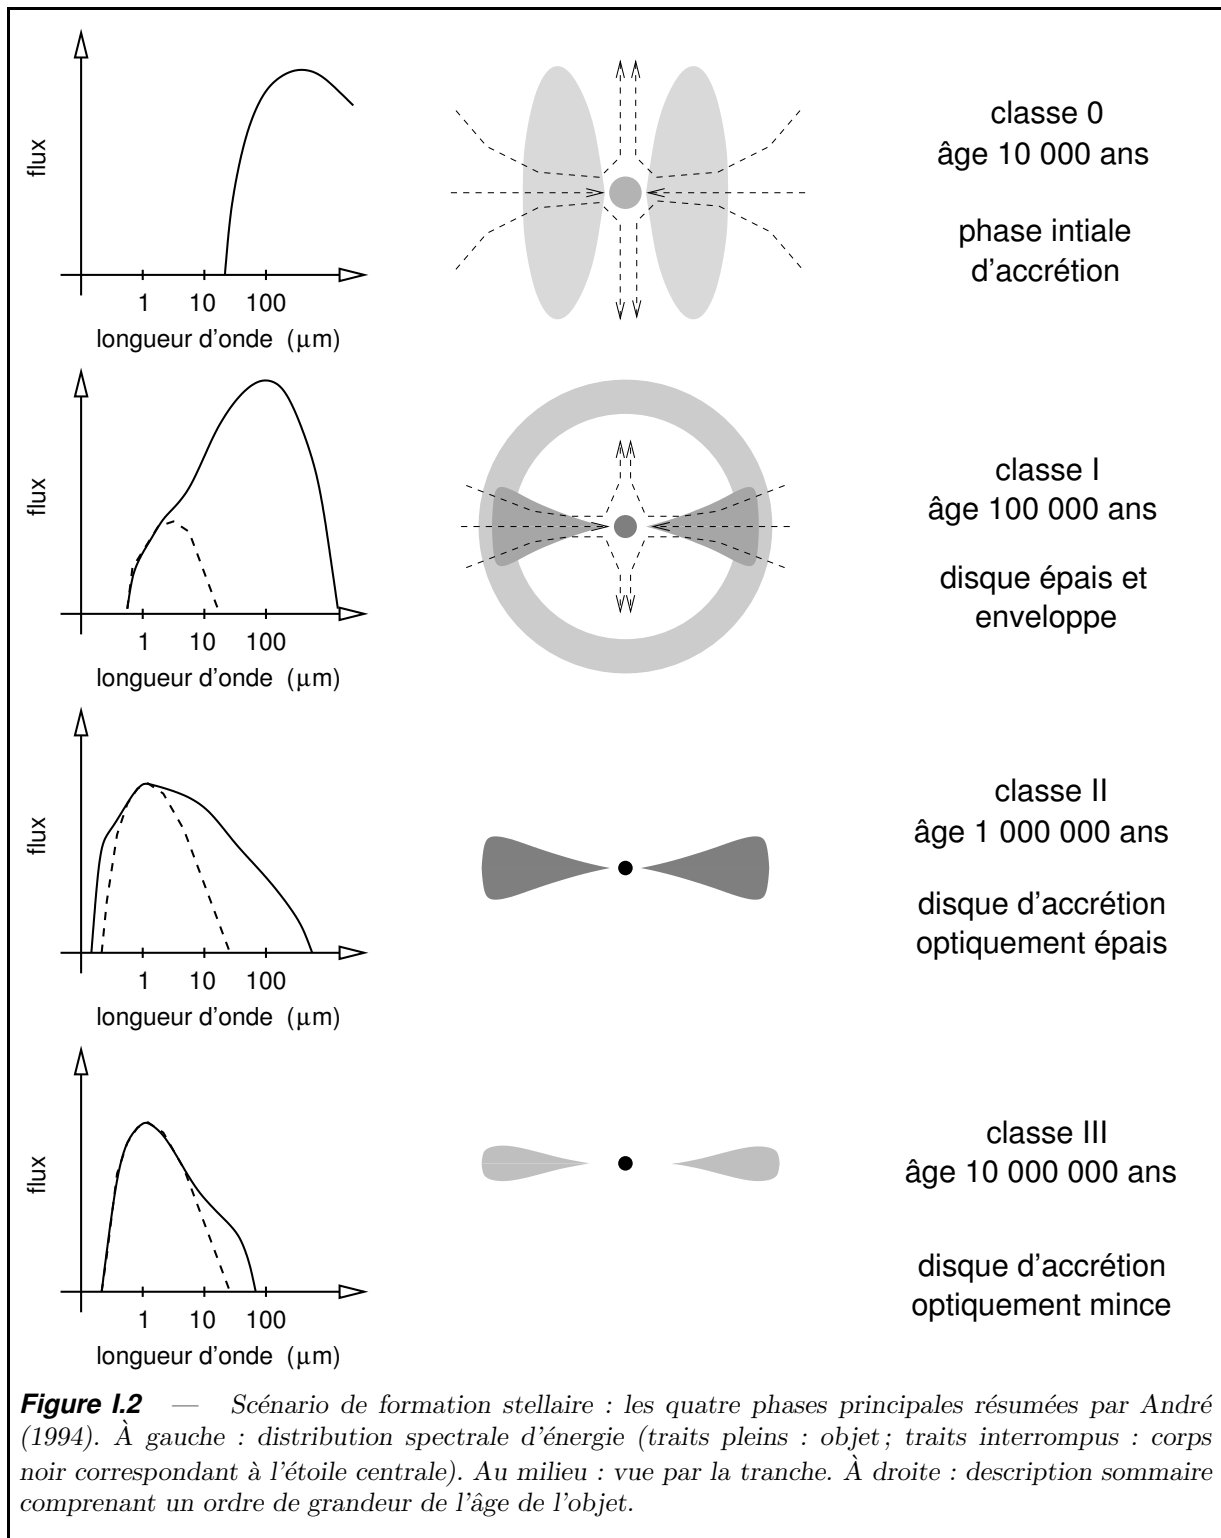 flux
1 10 100
longueur d'onde (μm)
classe 0
âge 10 000 ans
phase intiale
d'accrétion
flux
1 10 100
longueur d'onde (μm)
classe I
âge 100 000 ans
disque épais et
enveloppe
flux
1 10 100
longueur d'onde (μm)
classe II
âge 1 000 000 ans
disque d'accrétion
optiquement épais
flux
1 10 100
longueur d'onde (μm)
classe III
âge 10 000 000 ans
disque d'accrétion
optiquement mince
Figure I.2 — Scénario de formation stellaire : les quatre phases principales résumées par André
(1994). À gauche : distribution spectrale d'énergie (traits pleins : objet ; traits interrompus : corps
noir correspondant à l'étoile centrale). Au milieu : vue par la tranche. À droite : description sommaire
comprenant un ordre de grandeur de l'âge de l'objet.